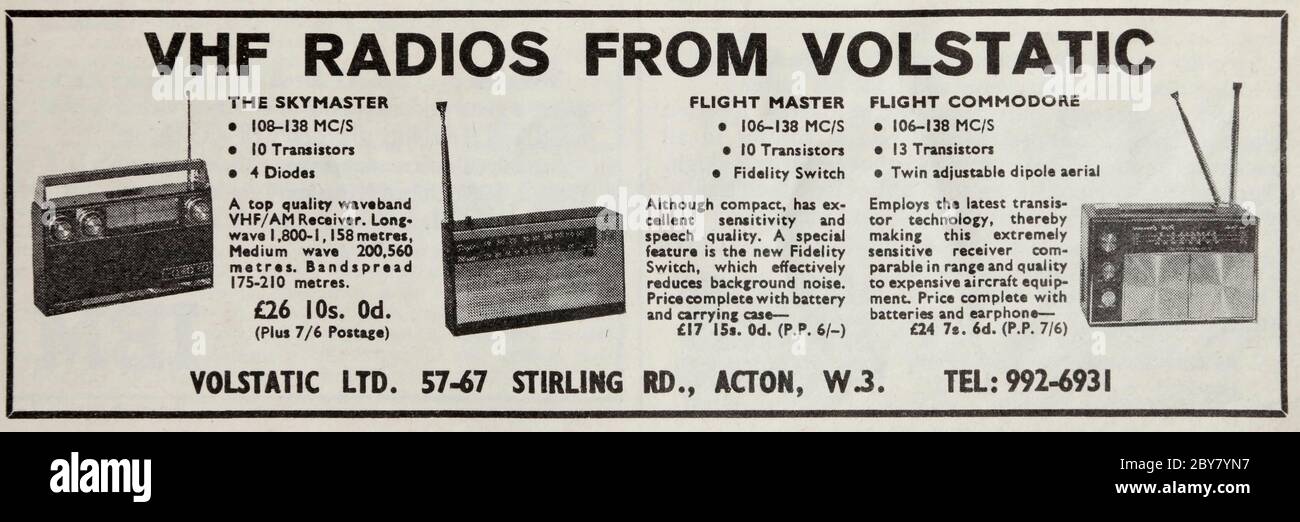 VHF RADIOS FROM VOLSTATIC
THE SKYMASTER
• 108–138 MC/S
• 10 Transistors
• 4 Diodes
A top quality waveband
VHF/AM Receiver. Long-
wave 1,800-1,158 metres,
Medium wave 200,560
metres. Bandspread
175-210 metres.
£26 10s. 0d.
(Plus 7/6 Postage)
FLIGHT MASTER
• 106–138 MC/S
• 10 Transistors
• Fidelity Switch
Although compact, has ex-
cellent sensitivity and
speech quality. A special
feature is the new Fidelity
Switch, which effectively
reduces background noise.
Price complete with battery
and carrying case—
£17 15s. 0d. (P.P. 6/-)
FLIGHT COMMODORE
• 106–138 MC/S
• 13 Transistors
• Twin adjustable dipole aerial
Employs the latest transis-
tor technology, thereby
making this extremely
sensitive receiver com-
parable in range and quality
to expensive aircraft equip-
ment. Price complete with
batteries and earphone—
£24 7s. 6d. (P.P. 7/6)
VOLSTATIC LTD. 57-67 STIRLING RD., ACTON, W.3. TEL: 992-6931
alamy
Image ID: 2BY7YN7
www.alamy.com